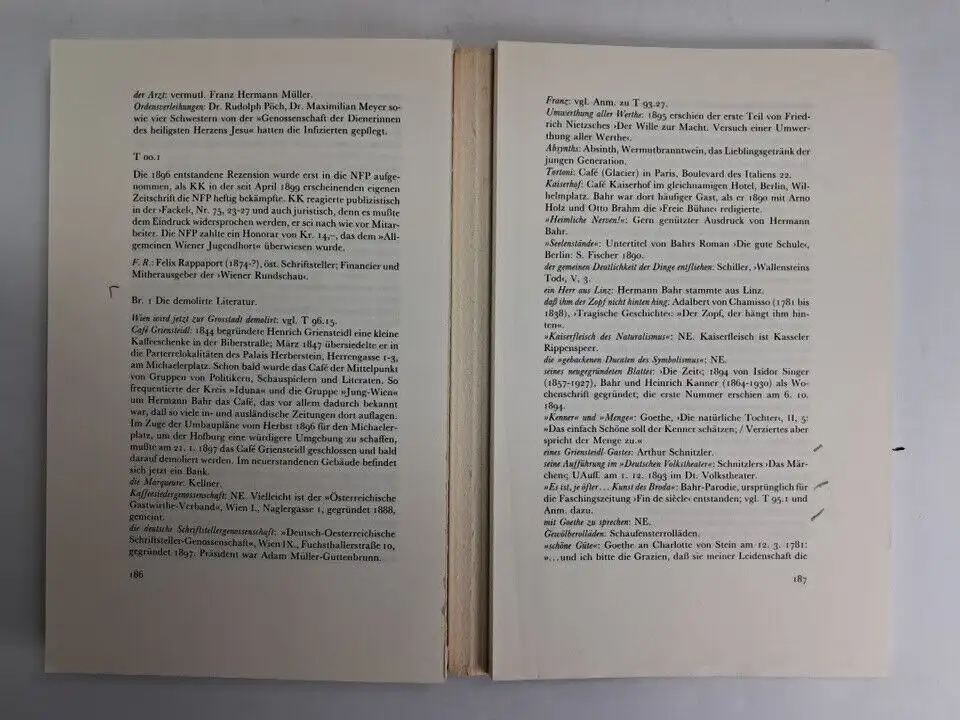 der Arzt: vermutl. Franz Hermann Müller.
Ordensverleihungen: Dr. Rudolph Pöch, Dr. Maximilian Meyer so-
wie vier Schwestern von der »Genossenschaft der Dienerinnen
des heiligsten Herzens Jesu« hatten die Infizierten gepflegt.
T 00.1
Die 1896 entstandene Rezension wurde erst in die NFP aufge-
nommen, als KK in der seit April 1899 erscheinenden eigenen
Zeitschrift die NFP heftig bekämpfte. KK reagierte publizistisch
in der ›Fackel‹, Nr. 75, 23-27 und auch juristisch, denn es mußte
dem Eindruck widersprochen werden, er sei nach wie vor Mitar-
beiter. Die NFP zahlte ein Honorar von Kr. 14,–, das dem »All-
gemeinen Wiener Jugendhort« überwiesen wurde.
F. R.: Felix Rappaport (1874-?), öst. Schriftsteller; Financier und
Mitherausgeber der ›Wiener Rundschau‹.
Br. 1 Die demolirte Literatur.
Wien wird jetzt zur Grosstadt demolirt: vgl. T 96.15.
Café Griensteidl: 1844 begründete Henrich Griensteidl eine kleine
Kaffeeschenke in der Biberstraße; März 1847 übersiedelte er in
die Parterrelokalitäten des Palais Herberstein, Herrengasse 1-3,
am Michaelerplatz. Schon bald wurde das Café der Mittelpunkt
von Gruppen von Politikern, Schauspielern und Literaten. So
frequentierte der Kreis »Iduna« und die Gruppe »Jung-Wien«
um Hermann Bahr das Café, das vor allem dadurch bekannt
war, daß so viele in- und ausländische Zeitungen dort auflagen.
Im Zuge der Umbaupläne vom Herbst 1896 für den Michaeler-
platz, um der Hofburg eine würdigere Umgebung zu schaffen,
mußte am 21. 1. 1897 das Café Griensteidl geschlossen und bald
darauf demoliert werden. Im neuerstandenen Gebäude befindet
sich jetzt ein Bank.
die Marqueure: Kellner.
Kaffeesiedergenossenschaft: NE. Vielleicht ist der »Österreichische
Gastwirthe-Verband«, Wien I., Naglergasse 1, gegründet 1888,
gemeint.
die deutsche Schriftstellergenossenschaft: »Deutsch-Oesterreichische
Schriftsteller-Genossenschaft«, Wien IX., Fuchsthallerstraße 10,
gegründet 1897. Präsident war Adam Müller-Guttenbrunn.
186
Franz: vgl. Anm. zu T 93.27.
Umwerthung aller Werthe: 1895 erschien der erste Teil von Fried-
rich Nietzsches ›Der Wille zur Macht. Versuch einer Umwer-
thung aller Werthe‹.
Absynths: Absinth, Wermutbranntwein, das Lieblingsgetränk der
jungen Generation.
Tortoni: Café (Glacier) in Paris, Boulevard des Italiens 22.
Kaiserhof: Café Kaiserhof im gleichnamigen Hotel, Berlin, Wil-
helmplatz. Bahr war dort häufiger Gast, als er 1890 mit Arno
Holz und Otto Brahm die ›Freie Bühne‹ redigierte.
»Heimliche Nerven!«: Gern genützter Ausdruck von Hermann
Bahr.
»Seelenstände«: Untertitel von Bahrs Roman ›Die gute Schule‹,
Berlin: S. Fischer 1890.
der gemeinen Deutlichkeit der Dinge entfliehen: Schiller, ›Wallensteins
Tod‹, V, 3.
ein Herr aus Linz: Hermann Bahr stammte aus Linz.
daß ihm der Zopf nicht hinten hing: Adalbert von Chamisso (1781 bis
1838), ›Tragische Geschichte‹: »Der Zopf, der hängt ihm hin-
ten«.
»Kaiserfleisch des Naturalismus«: NE. Kaiserfleisch ist Kasseler
Rippenspeer.
die »gebackenen Ducaten des Symbolismus«: NE.
seines neugegründeten Blattes: ›Die Zeit‹; 1894 von Isidor Singer
(1857-1927), Bahr und Heinrich Kanner (1864-1930) als Wo-
chenschrift gegründet; die erste Nummer erschien am 6. 10.
1894.
»Kenner« und »Menge«: Goethe, ›Die natürliche Tochter‹, II, 5:
»Das einfach Schöne soll der Kenner schätzen; / Verziertes aber
spricht der Menge zu.«
eines Griensteidl-Gastes: Arthur Schnitzler.
seine Aufführung im »Deutschen Volkstheater«: Schnitzlers ›Das Mär-
chen‹; UAuff. am 1. 12. 1893 im Dt. Volkstheater.
»Es ist, je öfter... Kunst des Broda«: Bahr-Parodie, ursprünglich für
die Faschingszeitung ›Fin de siècle‹ entstanden; vgl. T 95.1 und
Anm. dazu.
mit Goethe zu sprechen: NE.
Gewölberolläden: Schaufensterrolläden.
»schöne Güte«: Goethe an Charlotte von Stein am 12. 3. 1781:
»...und ich bitte die Grazien, daß sie meiner Leidenschaft die
187